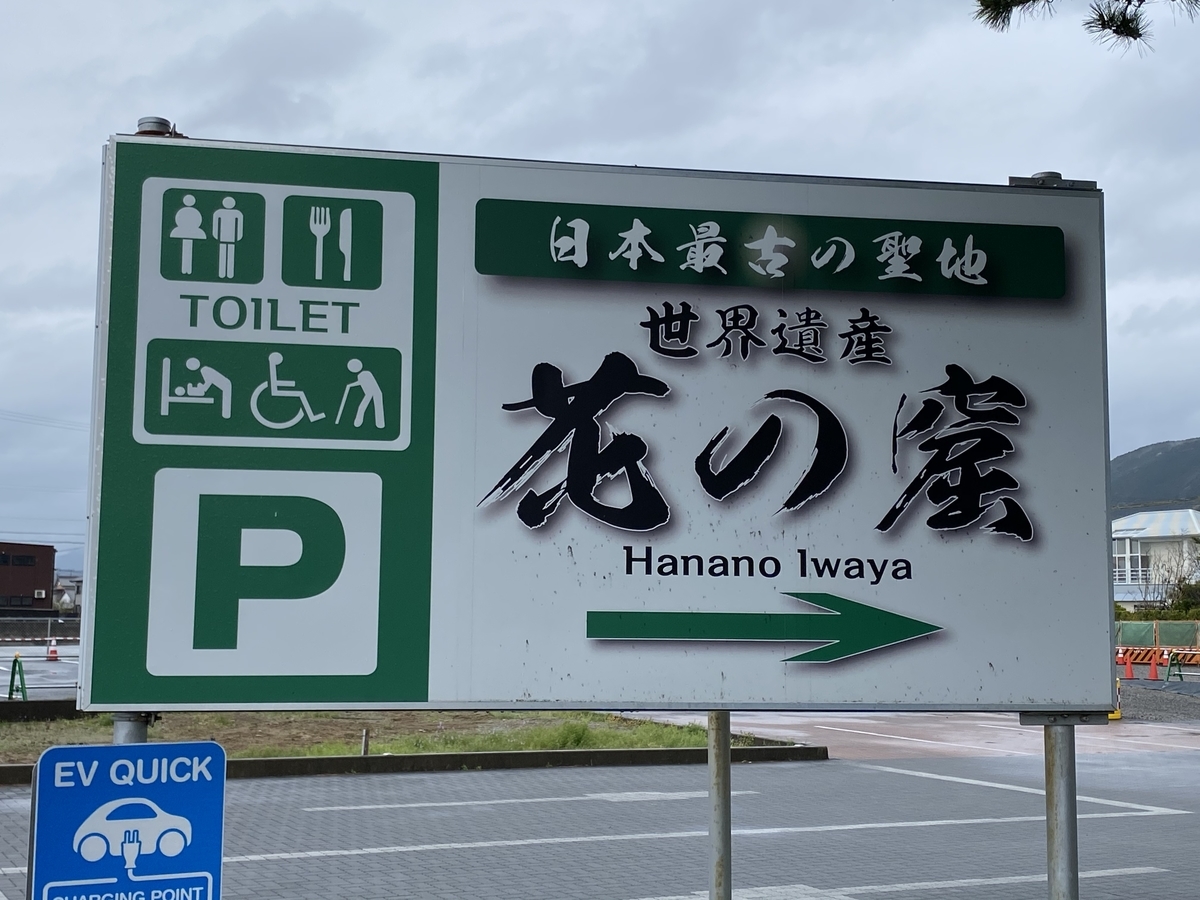 TOILET
P
日本最古の聖地
世界遺産
花の窟
Hanano Iwaya
EV QUICK
CHARGING POINT